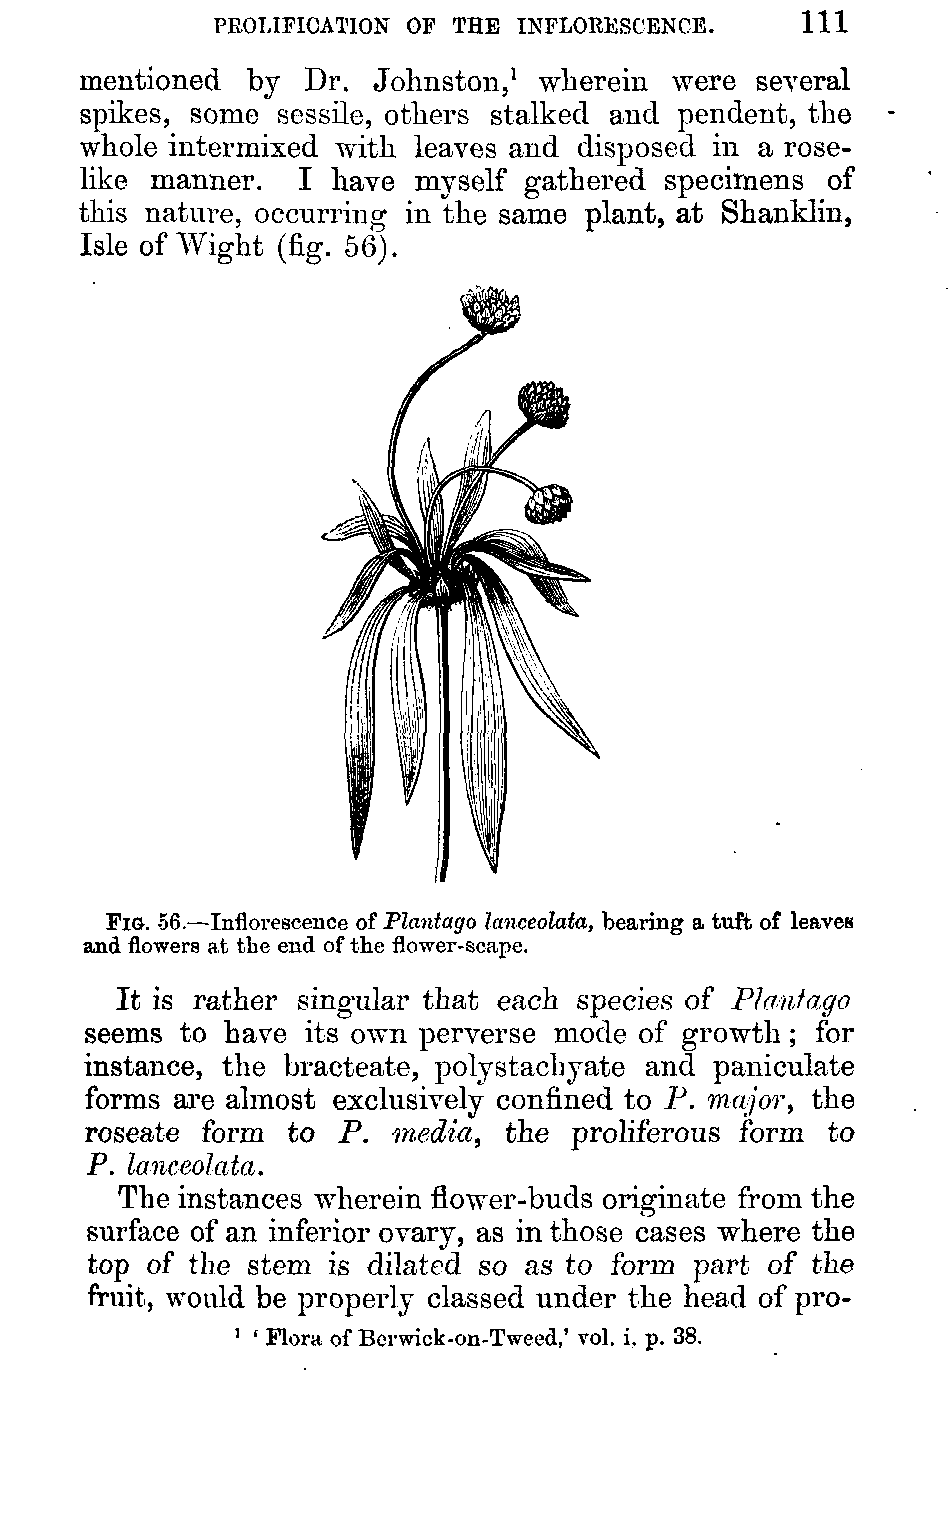 PROLIFICATION OF THE INFLORESCENCE. 111
mentioned by Dr. Johnston,¹ wherein were several
spikes, some sessile, others stalked and pendent, the
whole intermixed with leaves and disposed in a rose-
like manner. I have myself gathered specimens of
this nature, occurring in the same plant, at Shanklin,
Isle of Wight (fig. 56).
FIG. 56.—Inflorescence of Plantago lanceolata, bearing a tuft of leaves
and flowers at the end of the flower-scape.
It is rather singular that each species of Plantago
seems to have its own perverse mode of growth; for
instance, the bracteate, polystachyate and paniculate
forms are almost exclusively confined to P. major, the
roseate form to P. media, the proliferous form to
P. lanceolata.
The instances wherein flower-buds originate from the
surface of an inferior ovary, as in those cases where the
top of the stem is dilated so as to form part of the
fruit, would be properly classed under the head of pro-
¹ ‘ Flora of Berwick-on-Tweed,’ vol. i, p. 38.